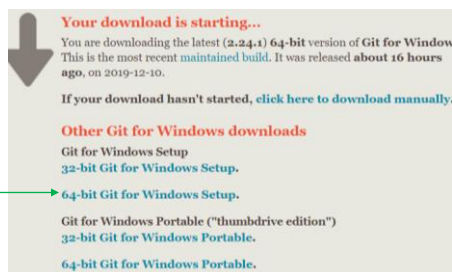 Your download is starting...
You are downloading the latest (2.24.1) 64-bit version of Git for Window
This is the most recent maintained build. It was released about 16 hours
ago, on 2019-12-10.
If your download hasn't started, click here to download manually.
Other Git for Windows downloads
Git for Windows Setup
32-bit Git for Windows Setup.
64-bit Git for Windows Setup.
Git for Windows Portable ("thumbdrive edition")
32-bit Git for Windows Portable.
64-bit Git for Windows Portable.